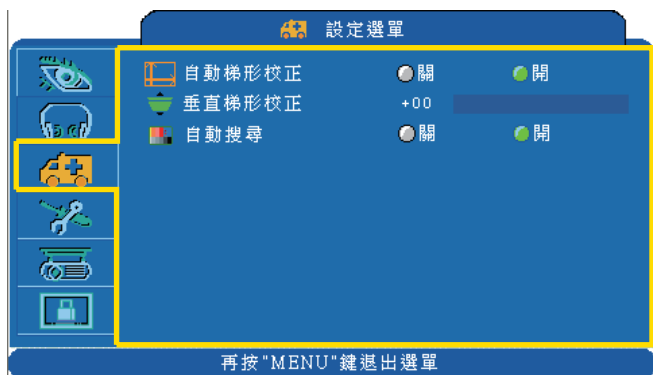 設定選單
自動梯形校正 關 開
垂直梯形校正 +00
自動搜尋 關 開
再按"MENU"鍵退出選單